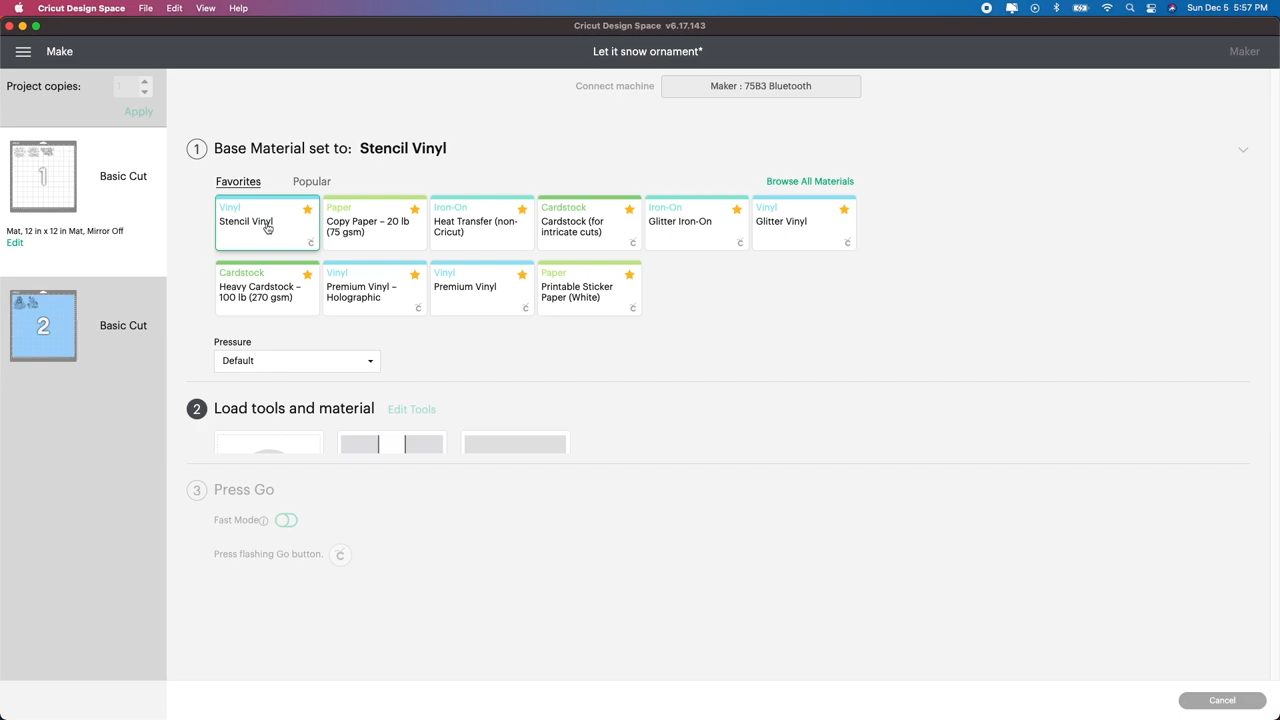 Cricut Design Space File Edit View Help Sun Dec 5 5:57 PM
Cricut Design Space v6.17.143
Make Let it snow ornament* Maker
Project copies: 1
Apply
Connect machine Maker : 75B3 Bluetooth
1 Base Material set to: Stencil Vinyl
Favorites Popular Browse All Materials
Vinyl
Stencil Vinyl
Paper
Copy Paper – 20 lb
(75 gsm)
Iron-On
Heat Transfer (non-
Cricut)
Cardstock
Cardstock (for
intricate cuts)
Iron-On
Glitter Iron-On
Vinyl
Glitter Vinyl
Cardstock
Heavy Cardstock –
100 lb (270 gsm)
Vinyl
Premium Vinyl –
Holographic
Vinyl
Premium Vinyl
Paper
Printable Sticker
Paper (White)
1
Basic Cut
Mat, 12 in x 12 in Mat, Mirror Off
Edit
2
Basic Cut
Pressure
Default
2 Load tools and material Edit Tools
3 Press Go
Fast Mode
Press flashing Go button.
Cancel